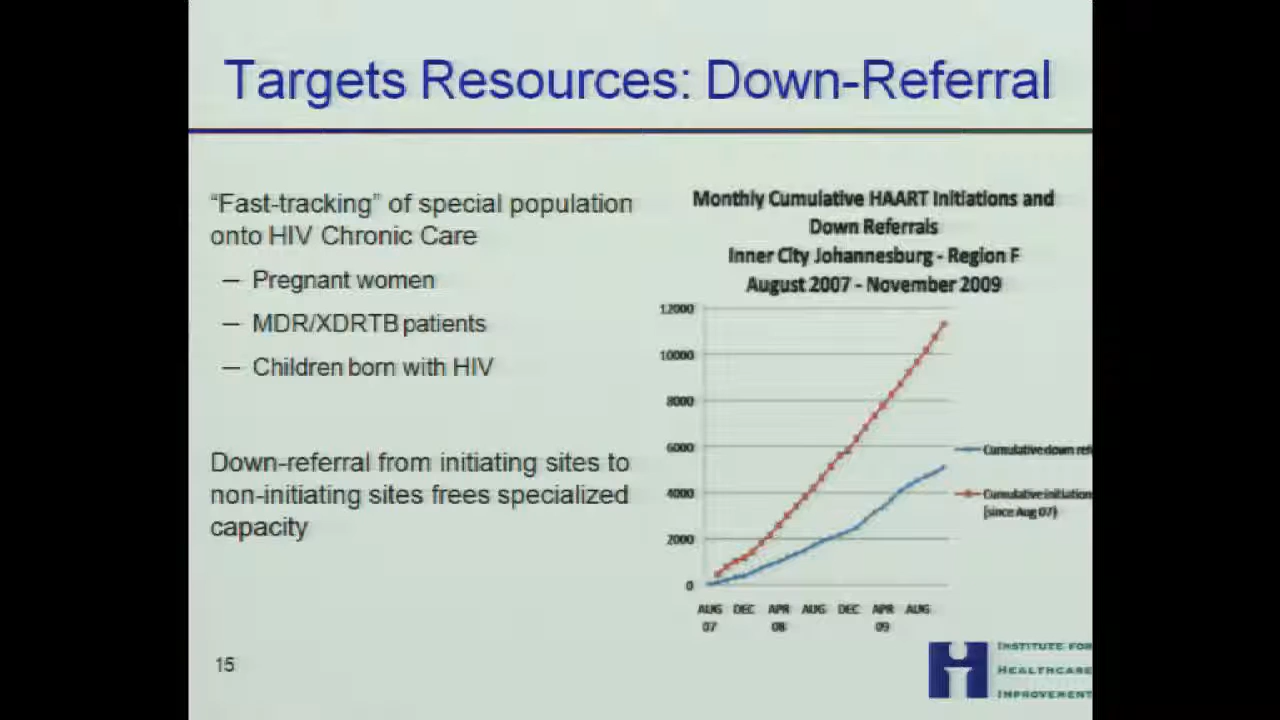 Targets Resources: Down-Referral
“Fast-tracking” of special population
onto HIV Chronic Care
– Pregnant women
– MDR/XDRTB patients
– Children born with HIV
Down-referral from initiating sites to
non-initiating sites frees specialized
capacity
Monthly Cumulative HAART Initiations and
Down Referrals
Inner City Johannesburg - Region F
August 2007 - November 2009
12000
10000
8000
6000
4000
2000
0
AUG DEC APR AUG DEC APR AUG
07 08 09
Cumulative down ref
Cumulative initiation
(since Aug 07)
15
INSTITUTE FOR
HEALTHCARE
IMPROVEMENT